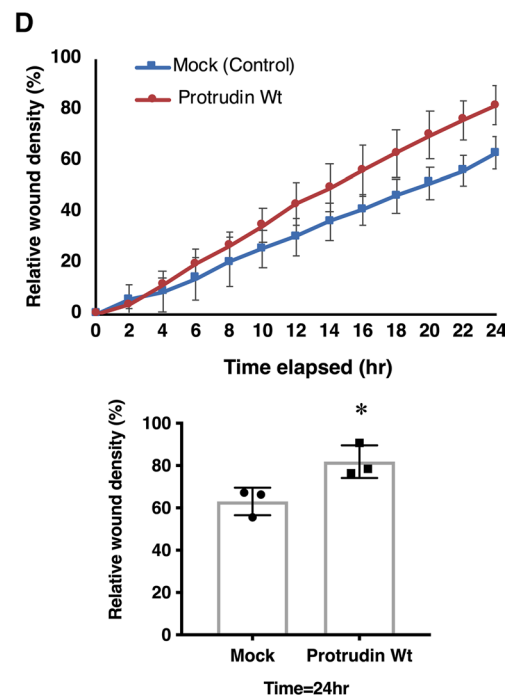 D
Relative wound density (%)
100
80
60
40
20
0
Mock (Control)
Protrudin Wt
0 2 4 6 8 10 12 14 16 18 20 22 24
Time elapsed (hr)
Relative wound density (%)
100
80
60
40
20
0
*
Mock Protrudin Wt
Time=24hr